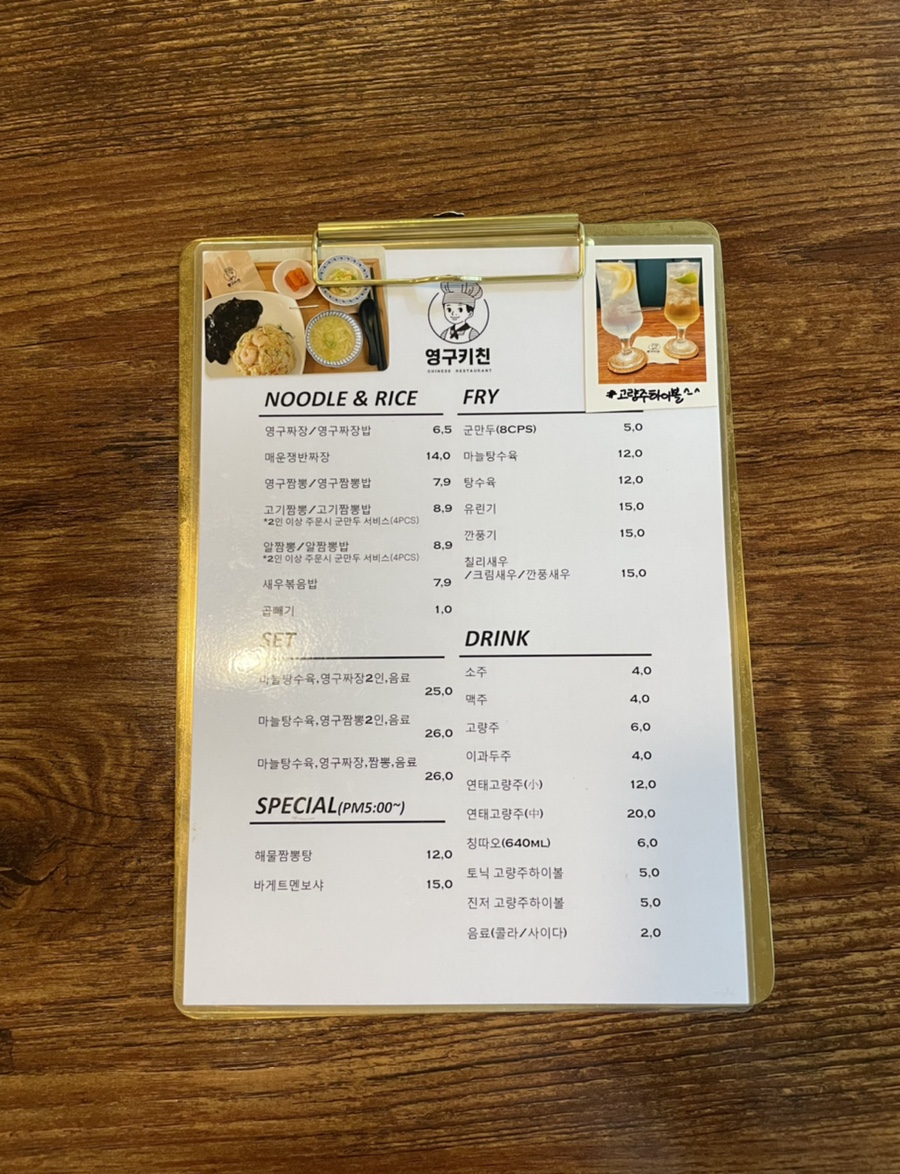 영구키친
CHINESE RESTAURANT
#고량주하이볼^^
NOODLE & RICE
영구짜장/영구짜장밥 6,5
매운쟁반짜장 14,0
영구짬뽕/영구짬뽕밥 7,9
고기짬뽕/고기짬뽕밥 8,9
*2인 이상 주문시 군만두 서비스(4PCS)
알짬뽕/알짬뽕밥 8,9
*2인 이상 주문시 군만두 서비스(4PCS)
새우볶음밥 7,9
곱빼기 1,0
SET
마늘탕수육,영구짜장2인,음료
25,0
마늘탕수육,영구짬뽕2인,음료
26,0
마늘탕수육,영구짜장,짬뽕,음료
26,0
SPECIAL(PM5:00~)
해물짬뽕탕 12,0
바게트멘보샤 15,0
FRY
군만두(8CPS) 5,0
마늘탕수육 12,0
탕수육 12,0
유린기 15,0
깐풍기 15,0
칠리새우
/크림새우/깐풍새우 15,0
DRINK
소주 4,0
맥주 4,0
고량주 6,0
이과두주 4,0
연태고량주(小) 12,0
연태고량주(中) 20,0
칭따오(640ML) 6,0
토닉 고량주하이볼 5,0
진저 고량주하이볼 5,0
음료(콜라/사이다) 2,0